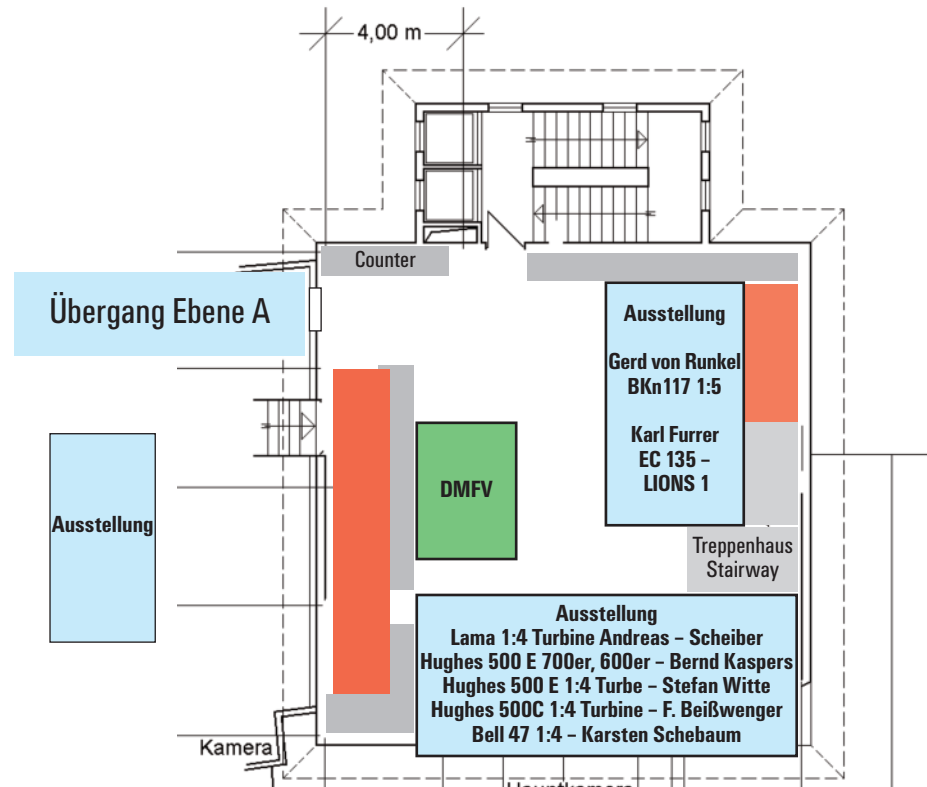 4,00 m
Counter
Übergang Ebene A
Ausstellung
Gerd von Runkel
BKn117 1:5
Karl Furrer
EC 135 –
LIONS 1
DMFV
Ausstellung
Treppenhaus
Stairway
Ausstellung
Lama 1:4 Turbine Andreas – Scheiber
Hughes 500 E 700er, 600er – Bernd Kaspers
Hughes 500 E 1:4 Turbe – Stefan Witte
Hughes 500C 1:4 Turbine – F. Beißwenger
Bell 47 1:4 – Karsten Schebaum
Kamera
Hauptkamera